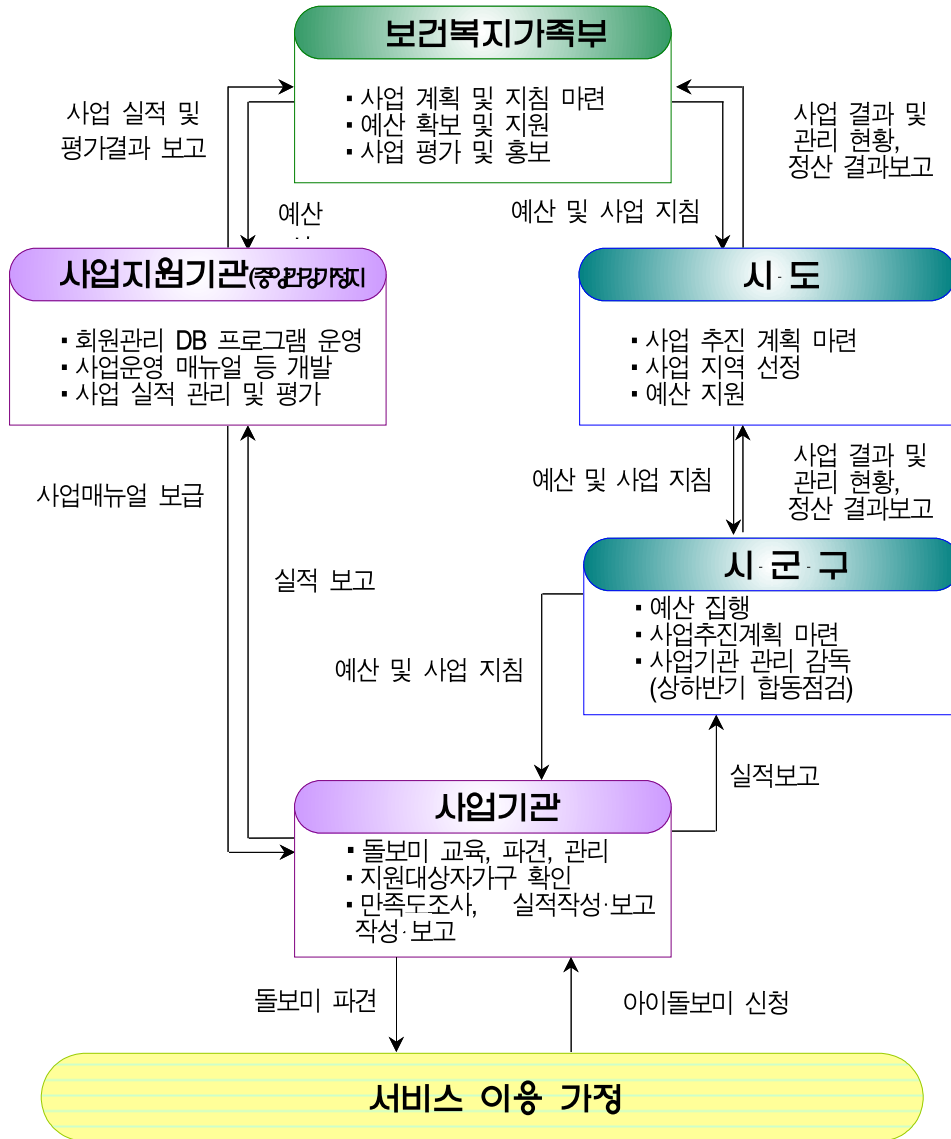 보건복지가족부
▪ 사업 계획 및 지침 마련
▪ 예산 확보 및 지원
▪ 사업 평가 및 홍보
사업 실적 및
평가결과 보고
예산
예산 및 사업 지침
사업 결과 및
관리 현황,
정산 결과보고
사업지원기관(중앙건강가정지
▪ 회원관리 DB 프로그램 운영
▪ 사업운영 매뉴얼 등 개발
▪ 사업 실적 관리 및 평가
시·도
▪ 사업 추진 계획 마련
▪ 사업 지역 선정
▪ 예산 지원
사업매뉴얼 보급
실적 보고
예산 및 사업 지침
사업 결과 및
관리 현황,
정산 결과보고
시·군·구
▪ 예산 집행
▪ 사업추진계획 마련
▪ 사업기관 관리 감독
(상하반기 합동점검)
예산 및 사업 지침
실적보고
사업기관
▪ 돌보미 교육, 파견, 관리
▪ 지원대상자가구 확인
▪ 만족도조사, 실적작성·보고
작성·보고
돌보미 파견
아이돌보미 신청
서비스 이용 가정